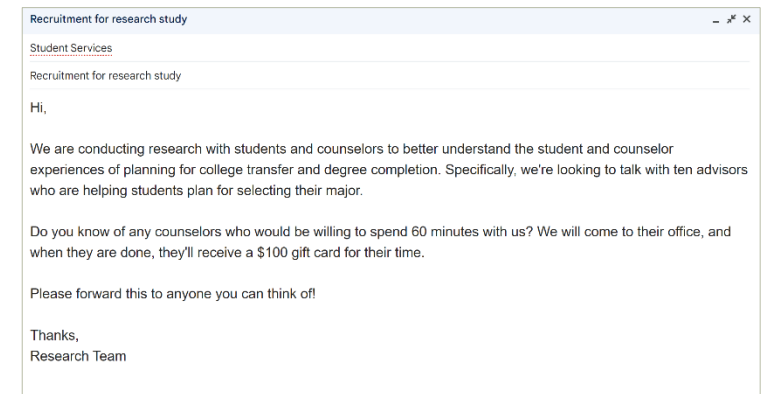 Recruitment for research study
Student Services
Recruitment for research study
Hi,
We are conducting research with students and counselors to better understand the student and counselor
experiences of planning for college transfer and degree completion. Specifically, we're looking to talk with ten advisors
who are helping students plan for selecting their major.
Do you know of any counselors who would be willing to spend 60 minutes with us? We will come to their office, and
when they are done, they'll receive a $100 gift card for their time.
Please forward this to anyone you can think of!
Thanks,
Research Team